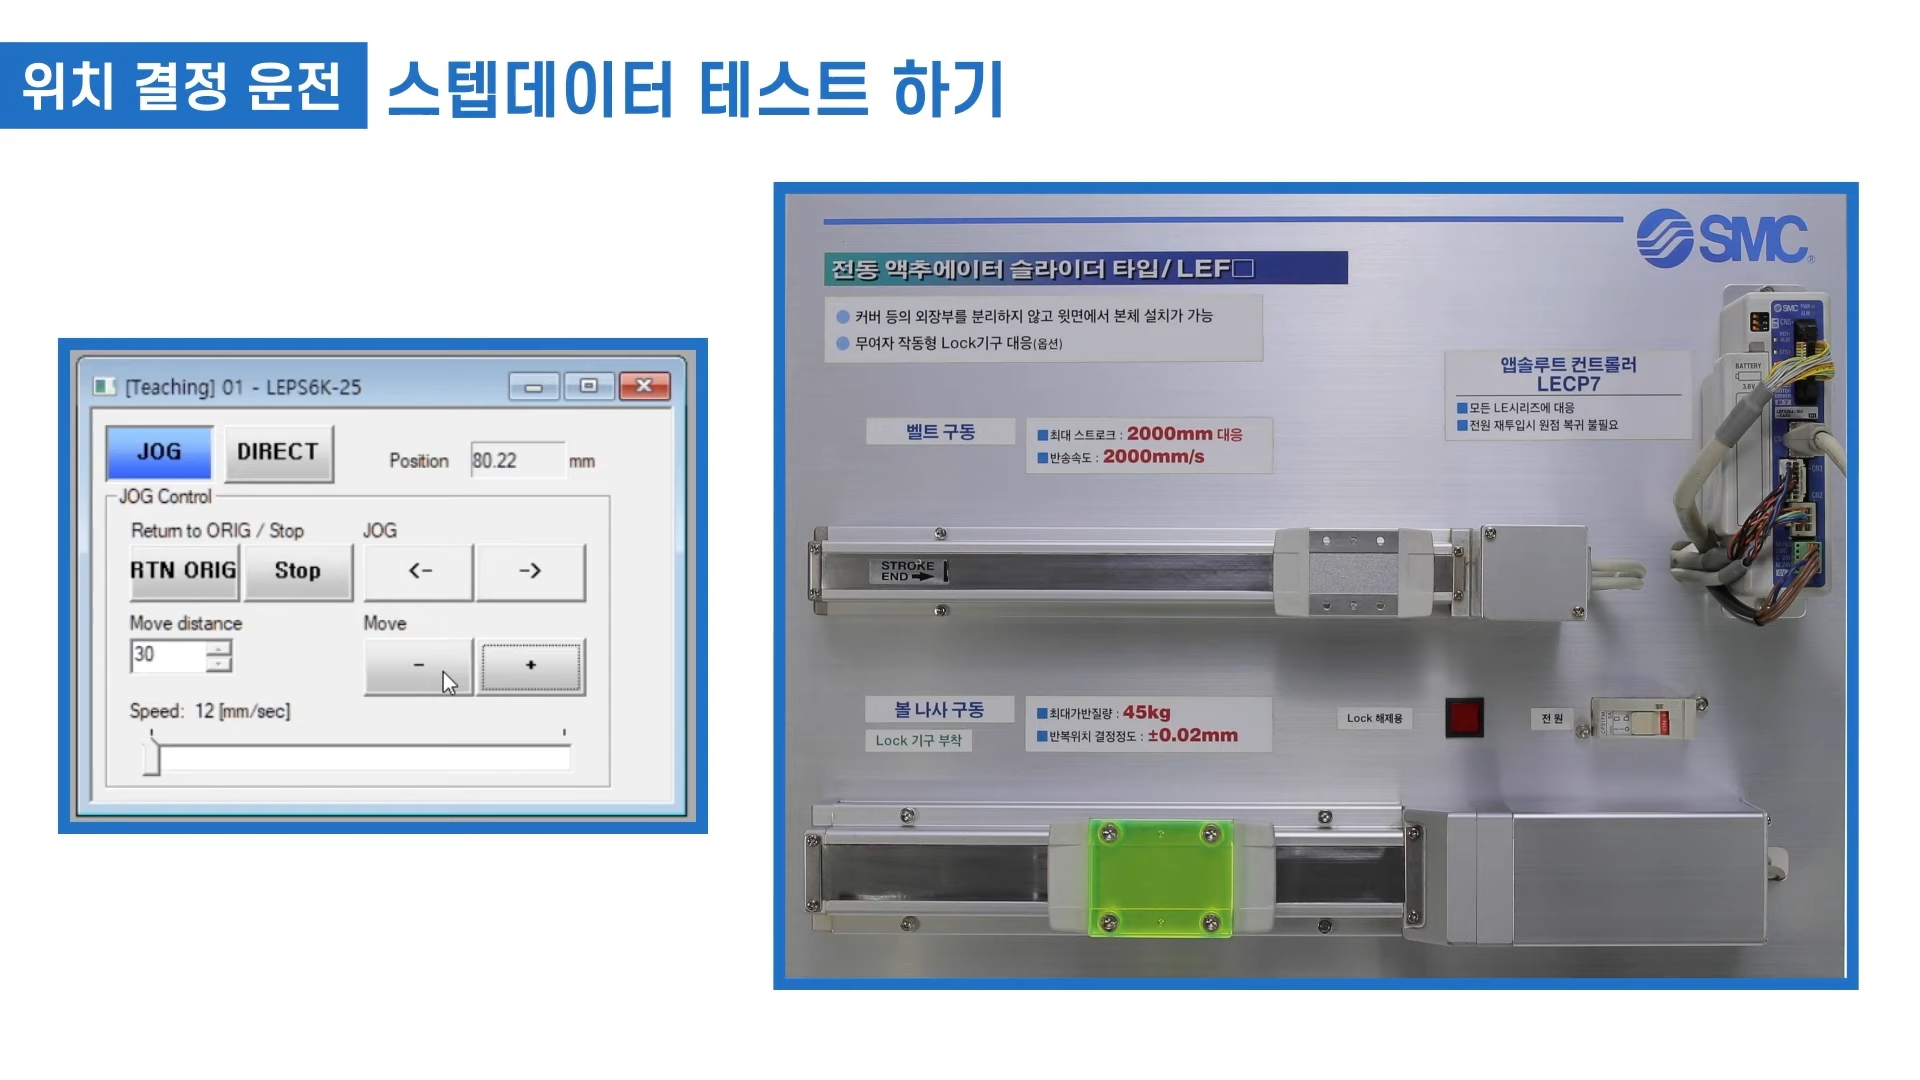 위치 결정 운전 스텝데이터 테스트 하기
[Teaching] 01 - LEPS6K-25
JOG
DIRECT
Position 80.22 mm
JOG Control
Return to ORIG / Stop
JOG
RTN ORIG
Stop
<-
->
Move distance
Move
30
-
+
Speed: 12 [mm/sec]
SMC®
전동 액추에이터 슬라이더 타입/ LEF□
커버 등의 외장부를 분리하지 않고 윗면에서 본체 설치가 가능
무여자 작동형 Lock기구 대응(옵션)
앱솔루트 컨트롤러
LECP7
모든 LE시리즈에 대응
전원 재투입시 원점 복귀 불필요
벨트 구동
최대 스트로크 : 2000mm 대응
반송속도 : 2000mm/s
STROKE
END
볼 나사 구동
Lock 기구 부착
최대가반질량 : 45kg
반복위치 결정정도 : ±0.02mm
Lock 해제용
전 원
SMC
BATTERY
3.6V
CN3
CN2